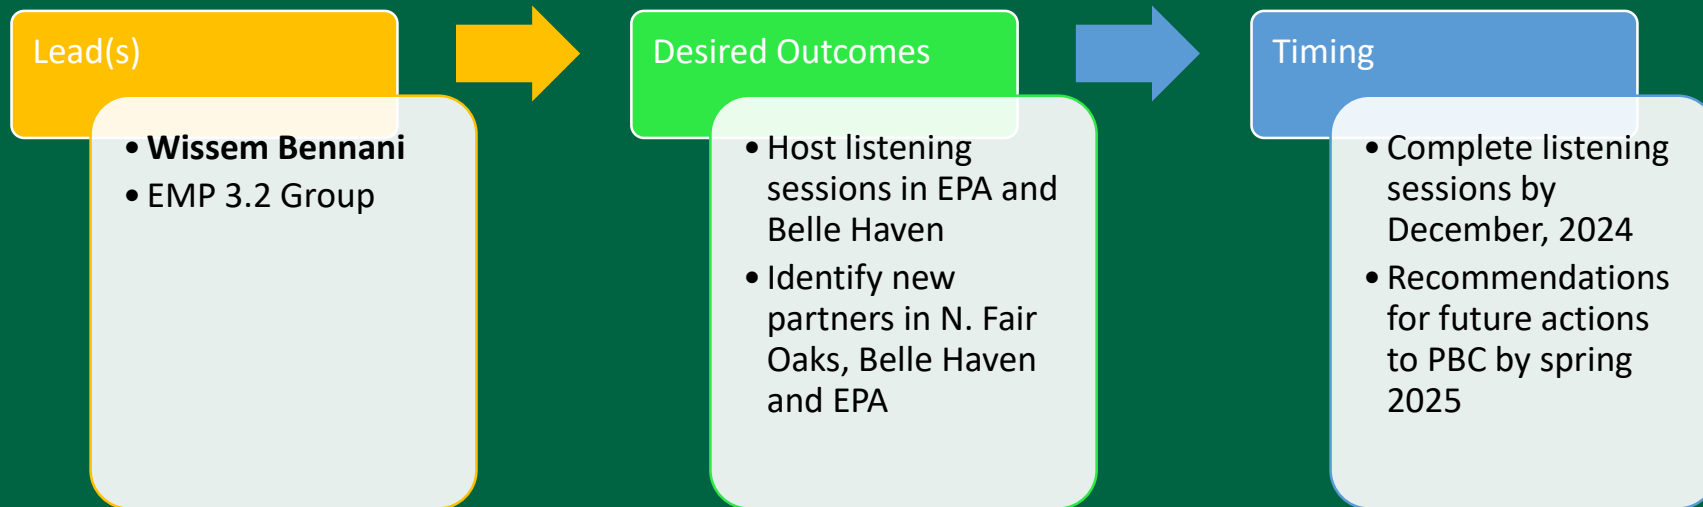 Lead(s)
• Wissem Bennani
• EMP 3.2 Group
Desired Outcomes
• Host listening
sessions in EPA and
Belle Haven
• Identify new
partners in N. Fair
Oaks, Belle Haven
and EPA
Timing
• Complete listening
sessions by
December, 2024
• Recommendations
for future actions
to PBC by spring
2025